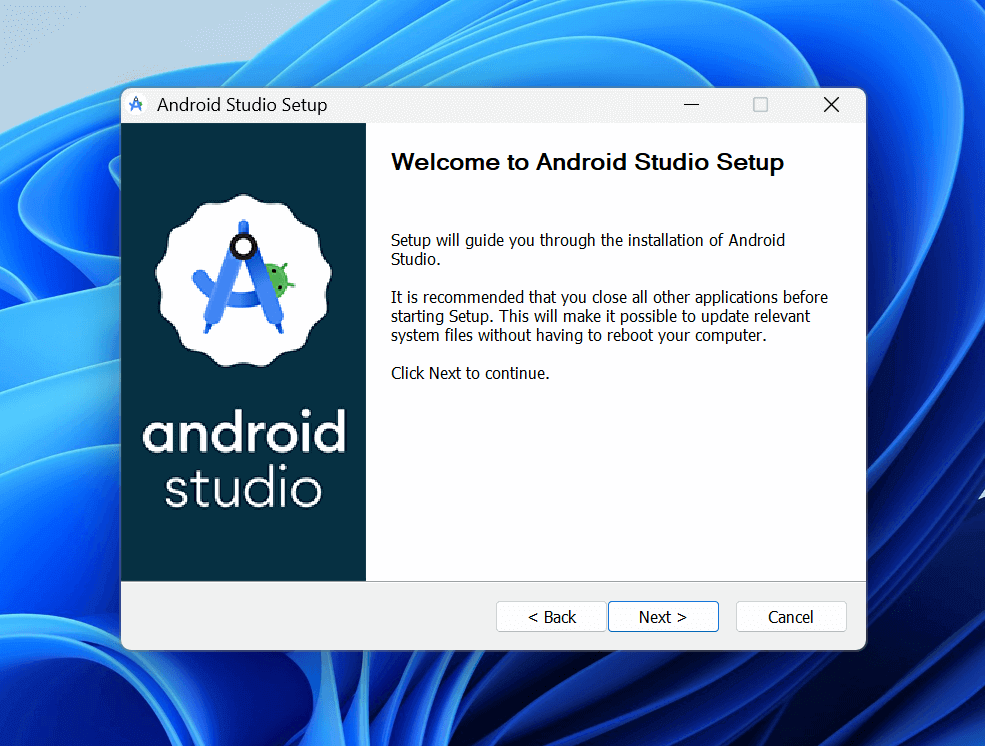 Android Studio Setup
android
studio
Welcome to Android Studio Setup
Setup will guide you through the installation of Android
Studio.
It is recommended that you close all other applications before
starting Setup. This will make it possible to update relevant
system files without having to reboot your computer.
Click Next to continue.
< Back
Next >
Cancel